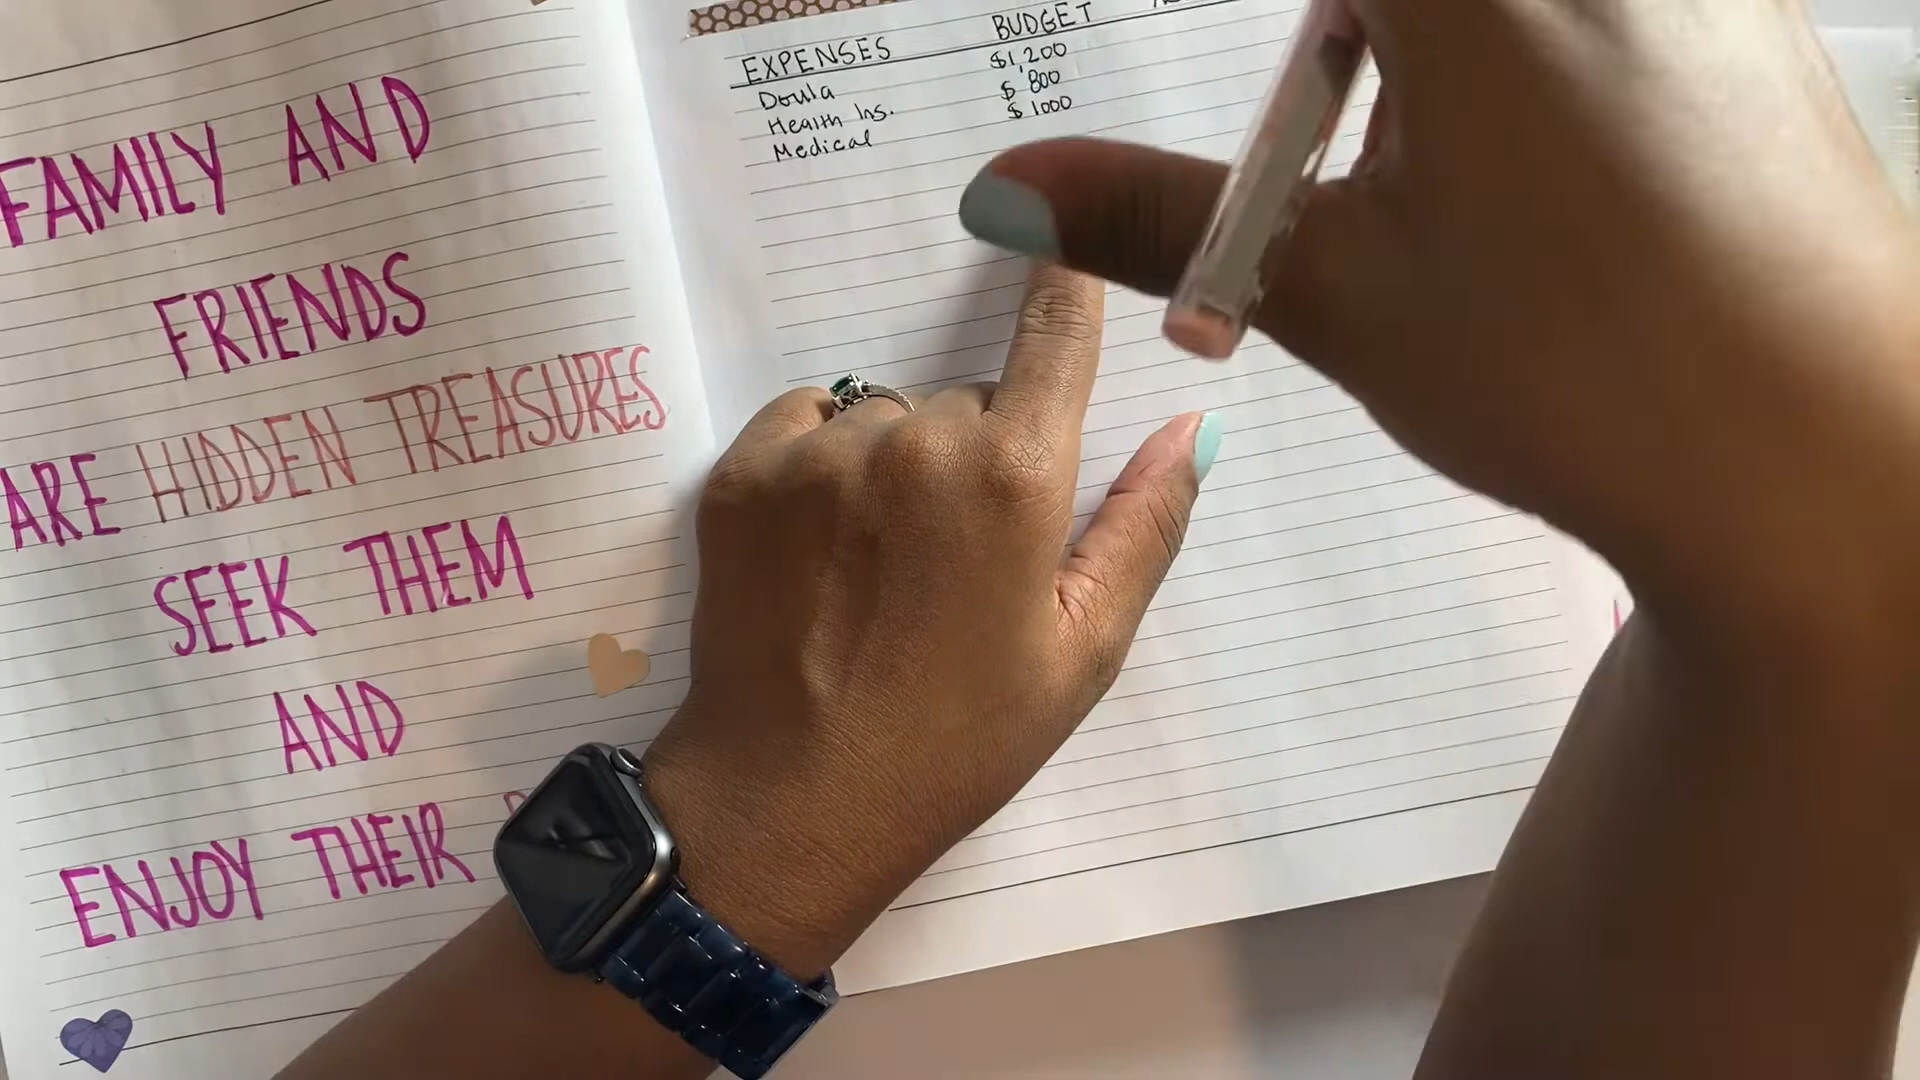 FAMILY AND
FRIENDS
ARE HIDDEN TREASURES
SEEK THEM
AND
ENJOY THEIR
EXPENSES BUDGET
Doula $1,200
Health Ins. $800
Medical $1000